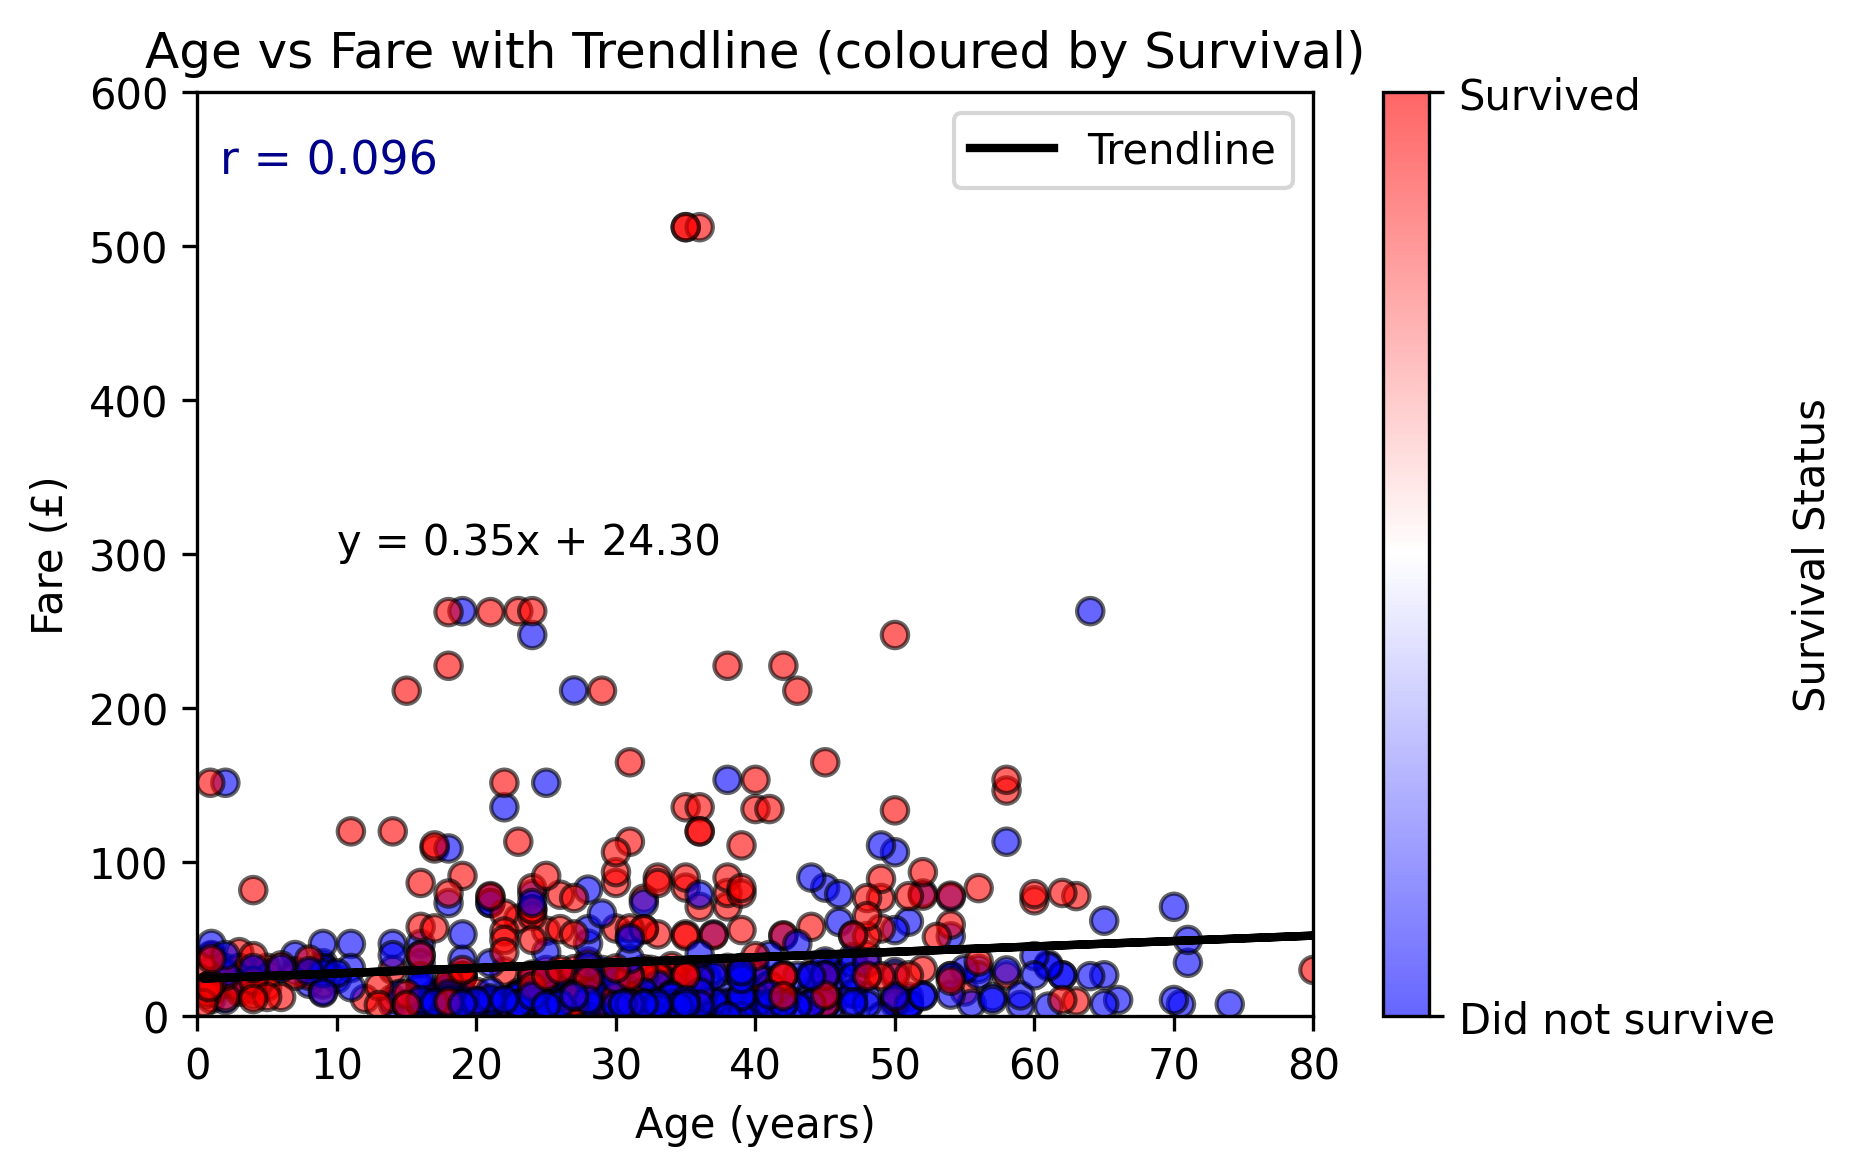 Age vs Fare with Trendline (coloured by Survival)
r = 0.096
Trendline
y = 0.35x + 24.30
Fare (£)
600
500
400
300
200
100
0
0 10 20 30 40 50 60 70 80
Age (years)
Survived
Did not survive
Survival Status